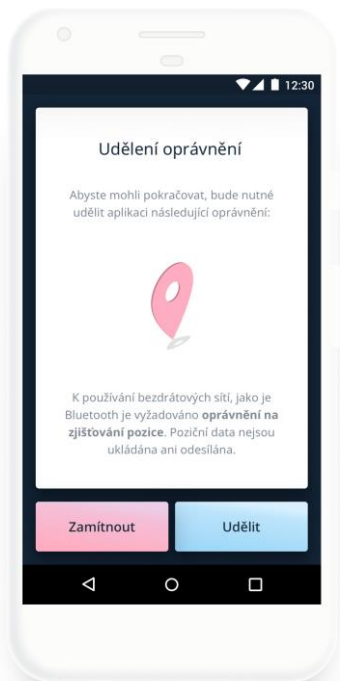 12:30
Udělení oprávnění
Abyste mohli pokračovat, bude nutné
udělit aplikaci následující oprávnění:
K používání bezdrátových sítí, jako je
Bluetooth je vyžadováno oprávnění na
zjišťování pozice. Poziční data nejsou
ukládána ani odesílána.
Zamítnout Udělit